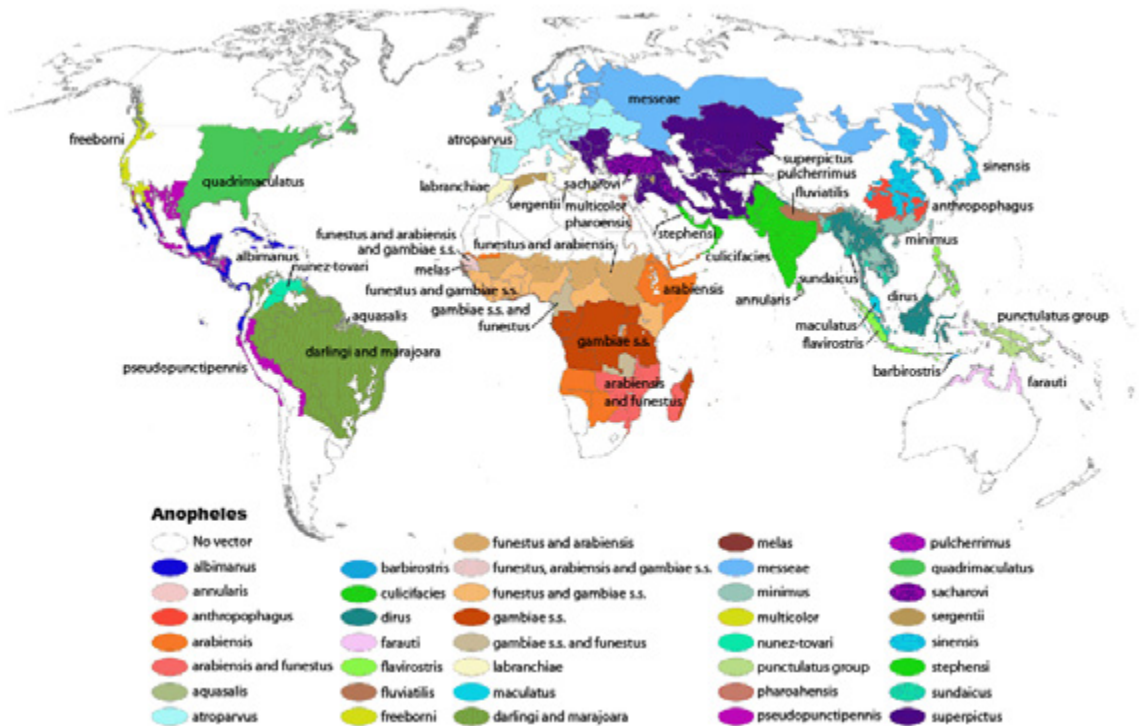 messeae
freeborni
atroparvus
quadrimaculatus
superpictus
pulcherrimus
sinensis
labranchiae
sacharovi
fluviatilis
sergentii
multicolor
pharoensis
anthropophagus
stephensi
funestus and arabiensis
and gambiae s.s.
funestus and arabiensis
minimus
albimanus
culicifacies
nunez-tovari
melas
sundaicus
funestus and gambiae s.s.
arabiensis
annularis
dirus
gambiae s.s. and
funestus
aquasalis
punctulatus group
maculatus
flavirostris
gambiae s.s.
darlingi and marajoara
pseudopunctipennis
barbirostris
arabiensis
and funestus
farauti
Anopheles
No vector
albimanus
annularis
anthropophagus
arabiensis
arabiensis and funestus
aquasalis
atroparvus
barbirostris
culicifacies
dirus
farauti
flavirostris
fluviatilis
freeborni
funestus and arabiensis
funestus, arabiensis and gambiae s.s.
funestus and gambiae s.s.
gambiae s.s.
gambiae s.s. and funestus
labranchiae
maculatus
darlingi and marajoara
melas
messeae
minimus
multicolor
nunez-tovari
punctulatus group
pharoahensis
pseudopunctipennis
pulcherrimus
quadrimaculatus
sacharovi
sergentii
sinensis
stephensi
sundaicus
superpictus